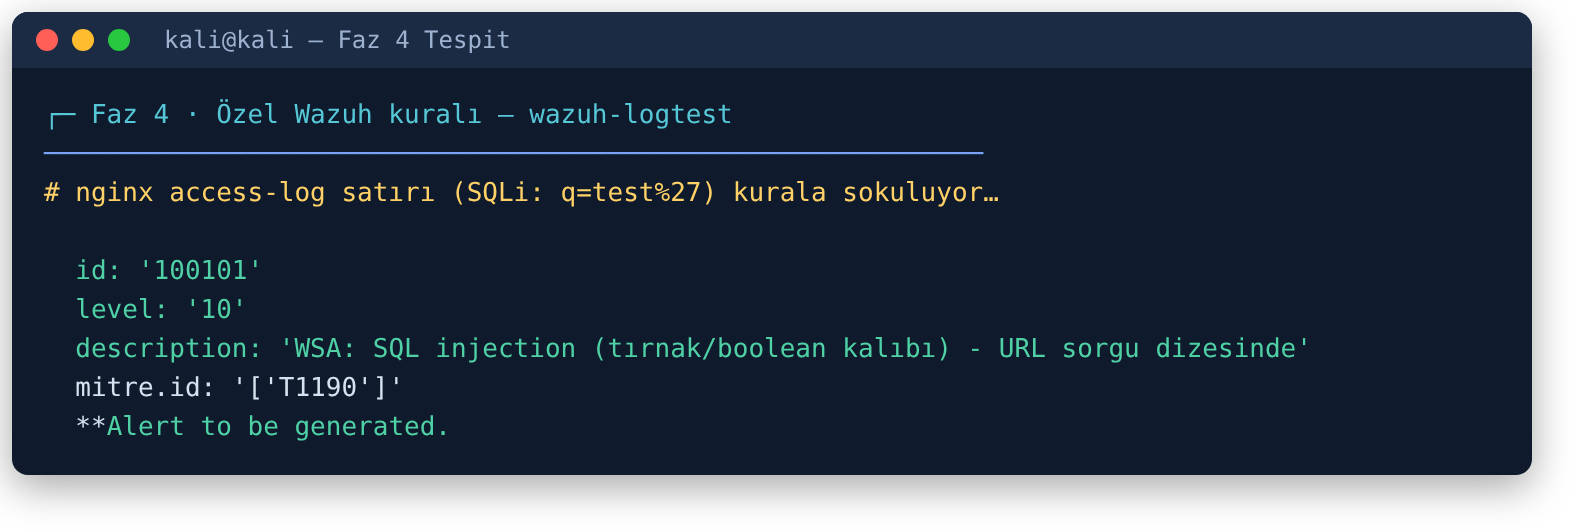 kali@kali — Faz 4 Tespit
┌─ Faz 4 · Özel Wazuh kuralı — wazuh-logtest
# nginx access-log satırı (SQLi: q=test%27) kurala sokuluyor…
id: '100101'
level: '10'
description: 'WSA: SQL injection (tırnak/boolean kalıbı) - URL sorgu dizesinde'
mitre.id: '['T1190']'
**Alert to be generated.